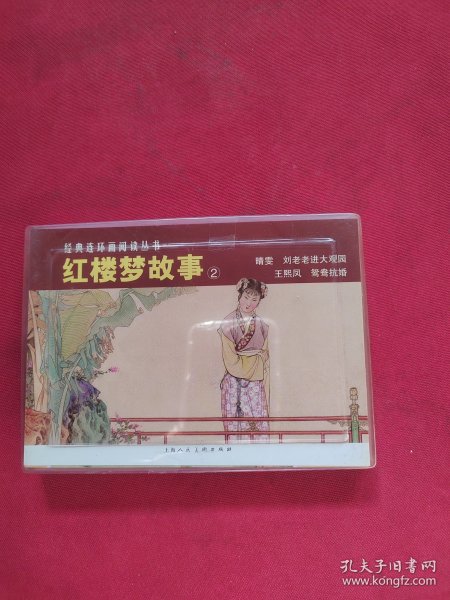 经典连环画阅读丛书
红楼梦故事②
晴雯 刘老老进大观园
王熙凤 鸳鸯抗婚
上海人民美术出版社
孔夫子旧书网
www.kongfz.com